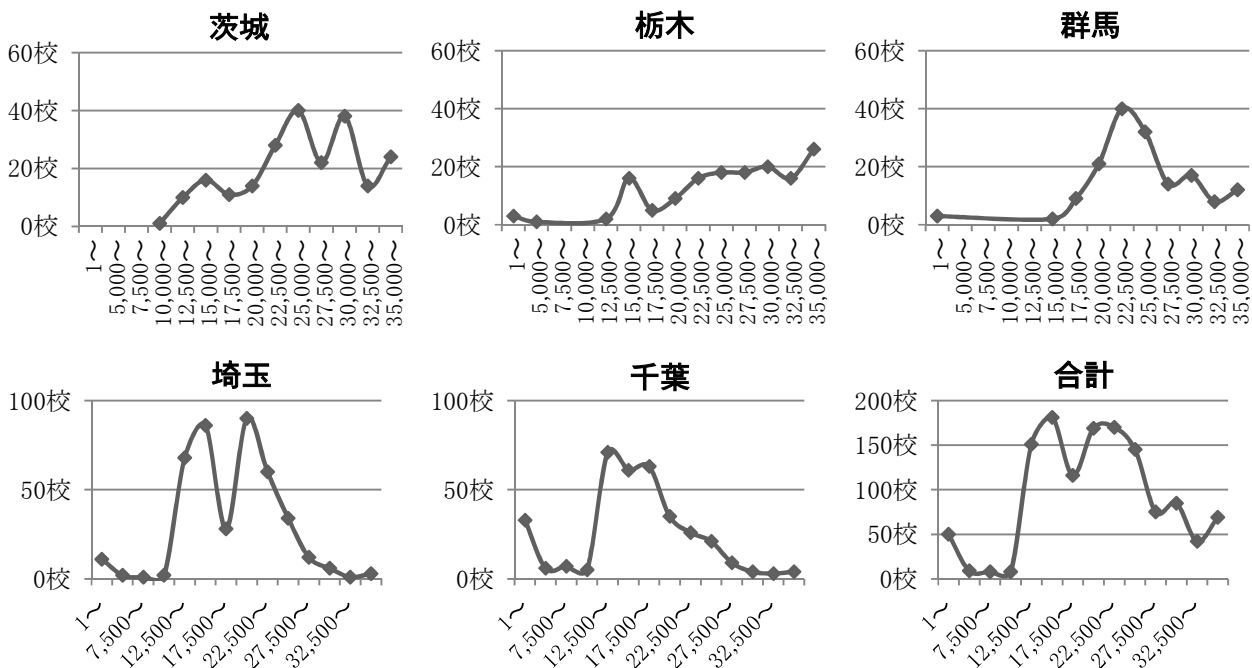 茨城
60校
40校
20校
0校
1～
5,000～
7,500～
10,000～
12,500～
15,000～
17,500～
20,000～
22,500～
25,000～
27,500～
30,000～
32,500～
35,000～
栃木
60校
40校
20校
0校
1～
5,000～
7,500～
10,000～
12,500～
15,000～
17,500～
20,000～
22,500～
25,000～
27,500～
30,000～
32,500～
35,000～
群馬
60校
40校
20校
0校
1～
5,000～
7,500～
10,000～
12,500～
15,000～
17,500～
20,000～
22,500～
25,000～
27,500～
30,000～
32,500～
35,000～
埼玉
100校
50校
0校
1～
7,500～
12,500～
17,500～
22,500～
27,500～
32,500～
千葉
100校
50校
0校
1～
7,500～
12,500～
17,500～
22,500～
27,500～
32,500～
合計
200校
150校
100校
50校
0校
1～
7,500～
12,500～
17,500～
22,500～
27,500～
32,500～